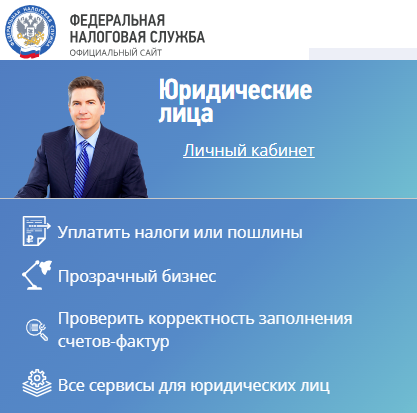 ФЕДЕРАЛЬНАЯ
НАЛОГОВАЯ СЛУЖБА
ОФИЦИАЛЬНЫЙ САЙТ
Юридические
лица
Личный кабинет
Уплатить налоги или пошлины
Прозрачный бизнес
Проверить корректность заполнения
счетов-фактур
Все сервисы для юридических лиц